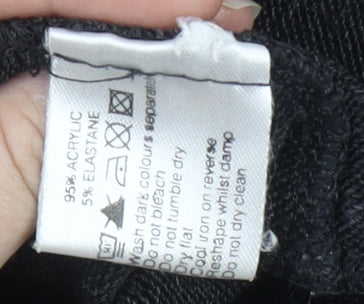 95% ACRYLIC
5% ELASTANE
Wash dark colours separately
Do not bleach
Do not tumble dry
Dry flat
Cool iron on reverse
Reshape whilst damp
Do not dry clean